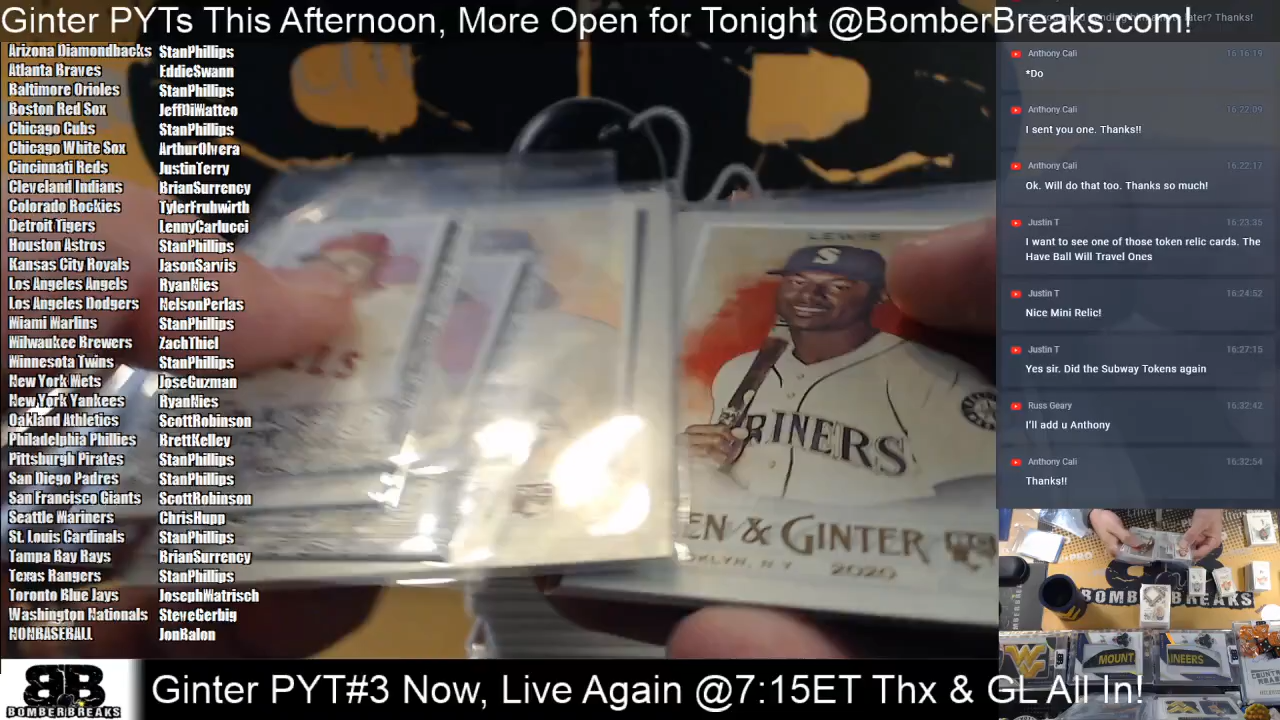 Ginter PYTs This Afternoon, More Open for Tonight @BomberBreaks.com!
Arizona Diamondbacks StanPhillips
Atlanta Braves EddieSwann
Baltimore Orioles StanPhillips
Boston Red Sox JeffDiMatteo
Chicago Cubs StanPhillips
Chicago White Sox ArthurOlvera
Cincinnati Reds JustinTerry
Cleveland Indians BrianSurrency
Colorado Rockies TylerFruhwirth
Detroit Tigers LennyCarlucci
Houston Astros StanPhillips
Kansas City Royals JasonSarvis
Los Angeles Angels RyanNies
Los Angeles Dodgers NelsonPerlas
Miami Marlins StanPhillips
Milwaukee Brewers ZachThiel
Minnesota Twins StanPhillips
New York Mets JoseGuzman
New York Yankees RyanNies
Oakland Athletics ScottRobinson
Philadelphia Phillies BrettKelley
Pittsburgh Pirates StanPhillips
San Diego Padres StanPhillips
San Francisco Giants ScottRobinson
Seattle Mariners ChrisHupp
St. Louis Cardinals StanPhillips
Tampa Bay Rays BrianSurrency
Texas Rangers StanPhillips
Toronto Blue Jays JosephWatrisch
Washington Nationals SteveGerbig
NONBASEBALL JonBalon
LEWIS
S
RINERS
EN & GINTER
OKLYN, N.Y. 2020
later? Thanks!
Anthony Cali 16:16:19
*Do
Anthony Cali 16:22:09
I sent you one. Thanks!!
Anthony Cali 16:22:17
Ok. Will do that too. Thanks so much!
Justin T 16:23:35
I want to see one of those token relic cards. The
Have Ball Will Travel Ones
Justin T 16:24:52
Nice Mini Relic!
Justin T 16:27:15
Yes sir. Did the Subway Tokens again
Russ Geary 16:32:42
I'll add u Anthony
Anthony Cali 16:32:54
Thanks!!
BOMBER BREAKS
MOUNT
AINEERS
BB
BOMBERBREAKS
Ginter PYT#3 Now, Live Again @7:15ET Thx & GL All In!